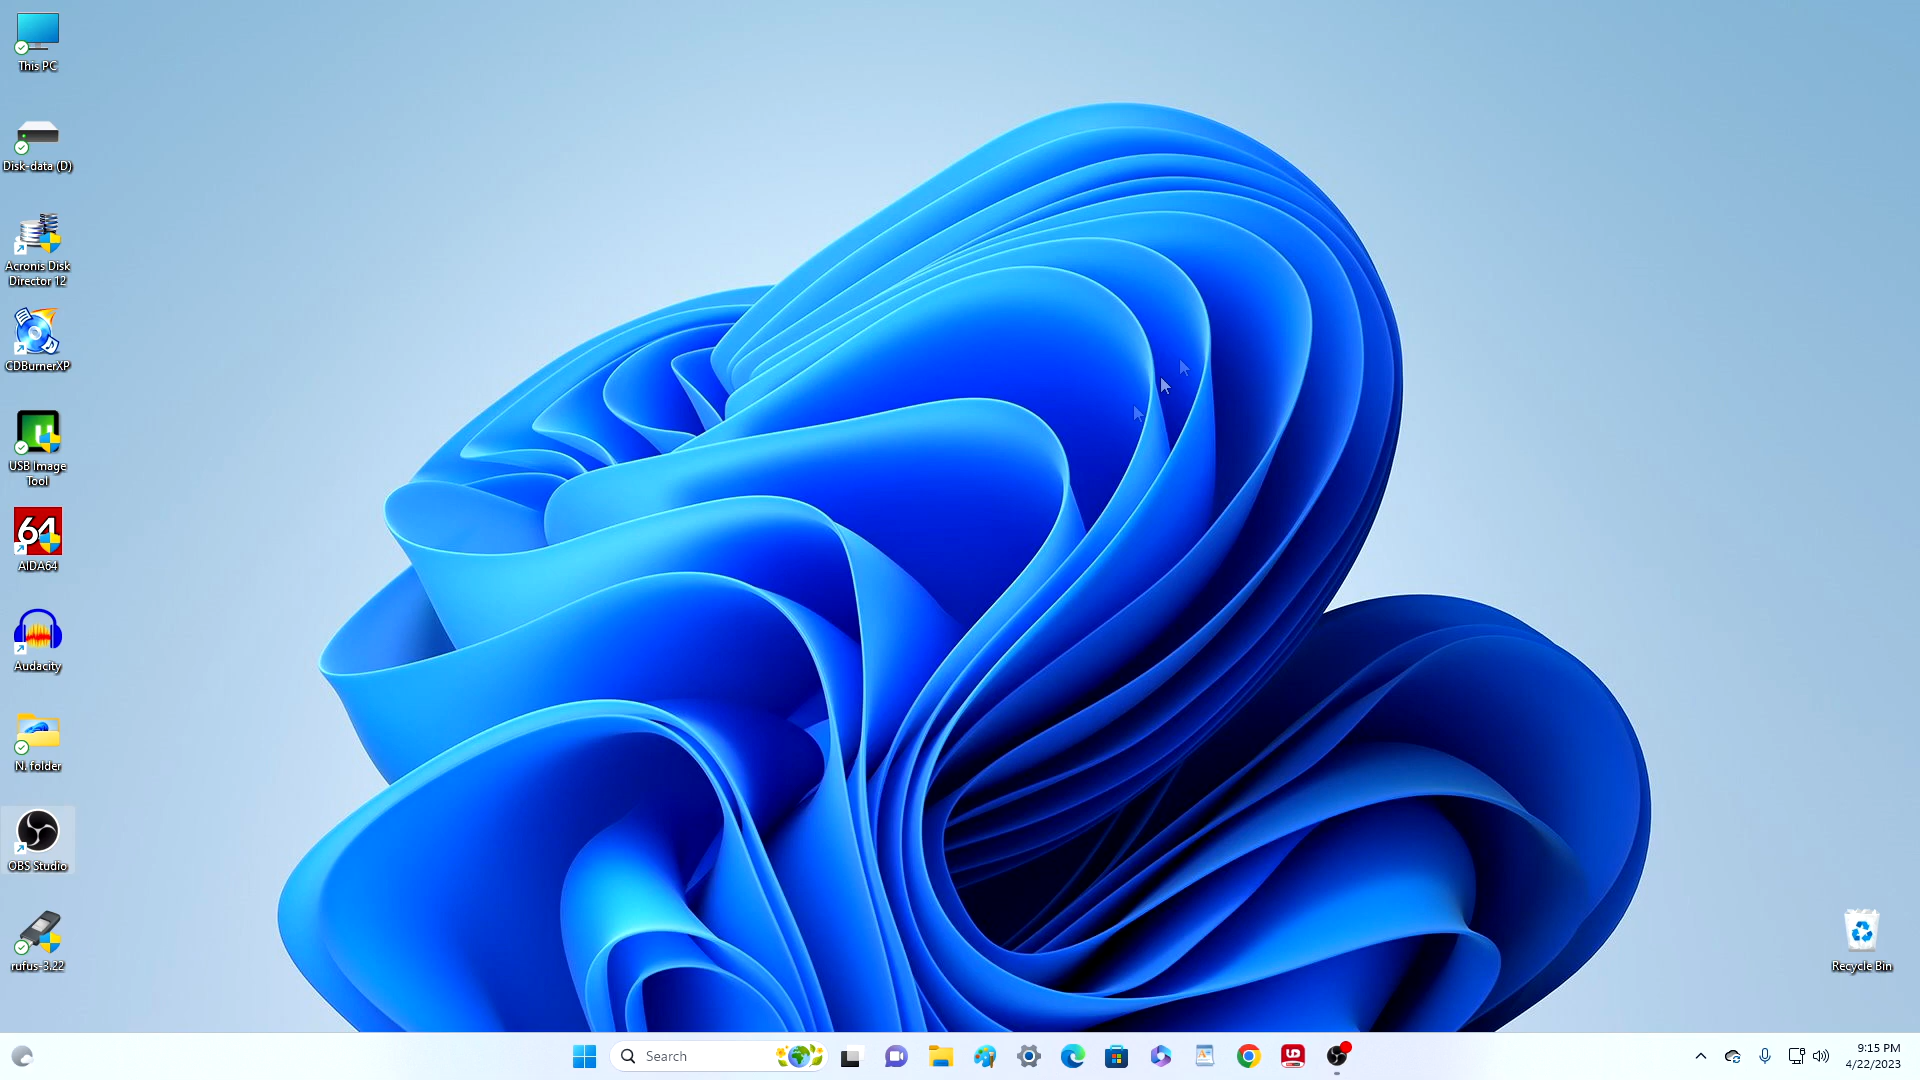 This PC
Disk-data (D)
Acronis Disk
Director 12
CDBurnerXP
USB Image
Tool
64
AIDA64
Audacity
N. folder
OBS Studio
rufus-3.22
Recycle Bin
Search
9:15 PM
4/22/2023